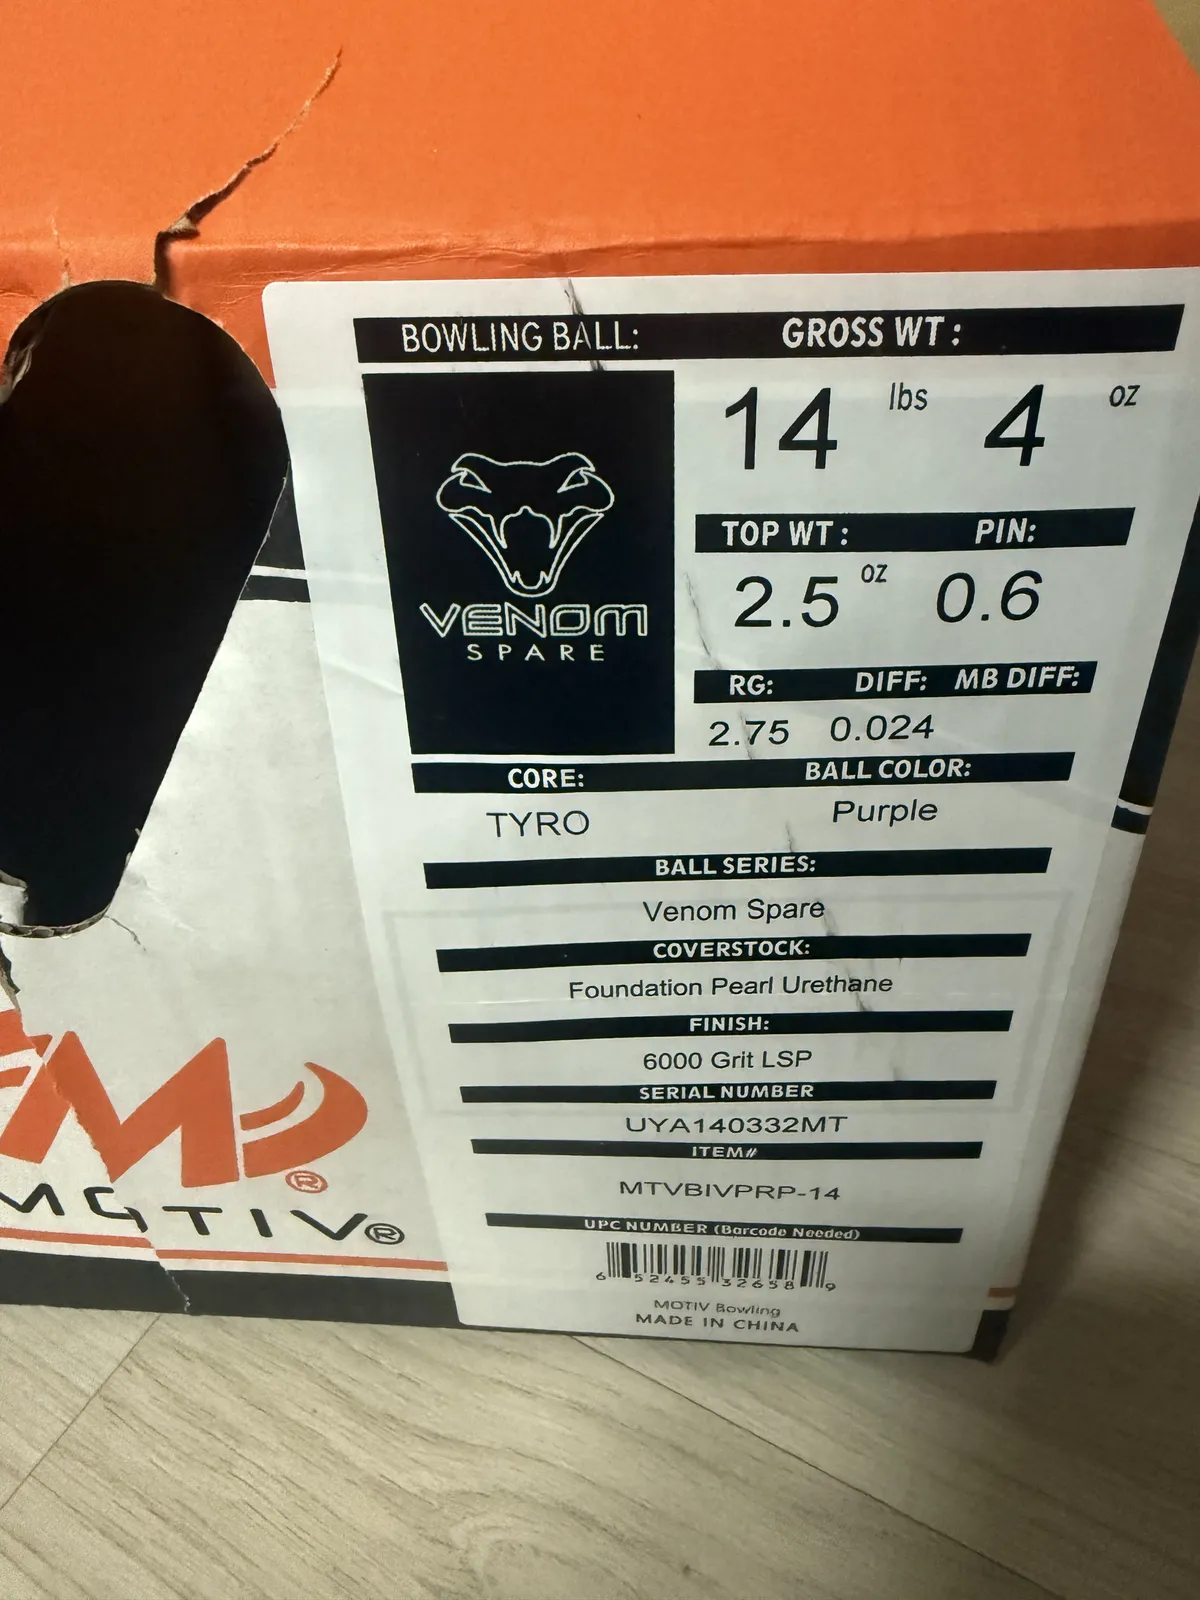 BOWLING BALL: GROSS WT :
14 lbs 4 oz
VENOM
SPARE
TOP WT : PIN:
2.5 oz 0.6
RG: DIFF: MB DIFF:
2.75 0.024
CORE: BALL COLOR:
TYRO Purple
BALL SERIES:
Venom Spare
COVERSTOCK:
Foundation Pearl Urethane
FINISH:
6000 Grit LSP
SERIAL NUMBER
UYA140332MT
ITEM#
MTVBIVPRP-14
UPC NUMBER (Barcode Needed)
6 52455 32658 9
MOTIV Bowling
MADE IN CHINA
M®
MOTIV®